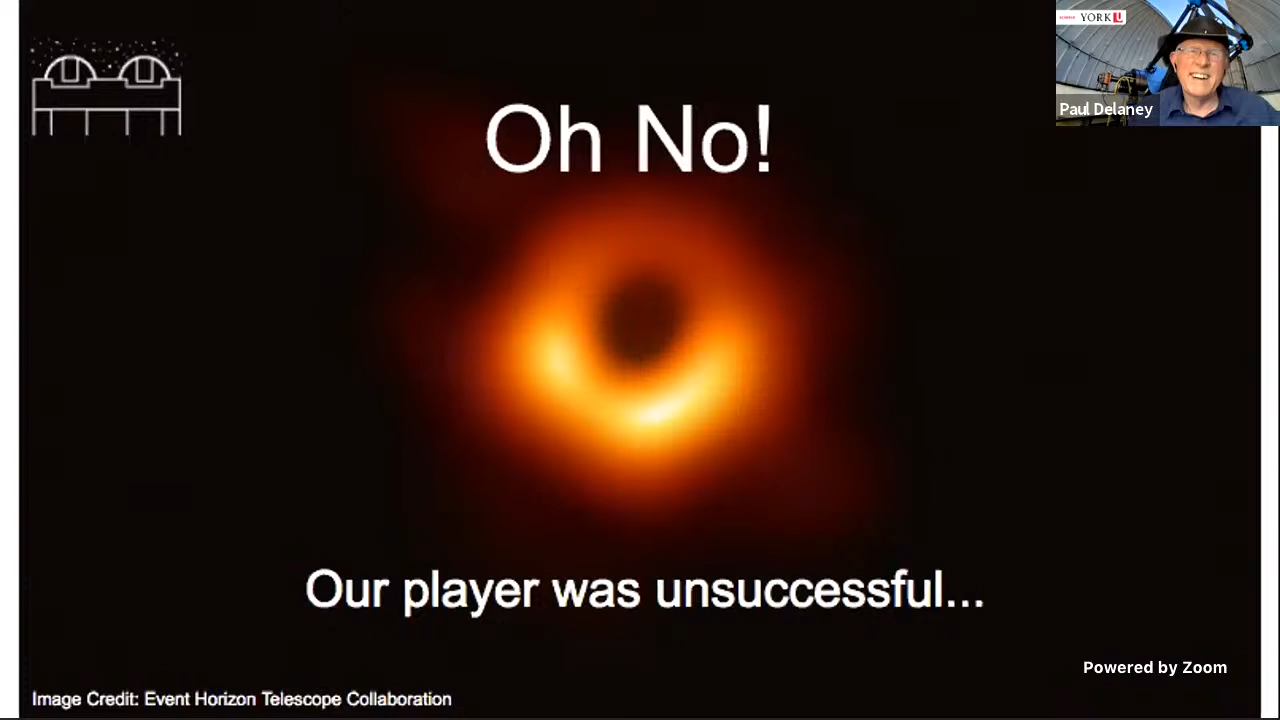 YORK U
Paul Delaney
Oh No!
Our player was unsuccessful...
Powered by Zoom
Image Credit: Event Horizon Telescope Collaboration